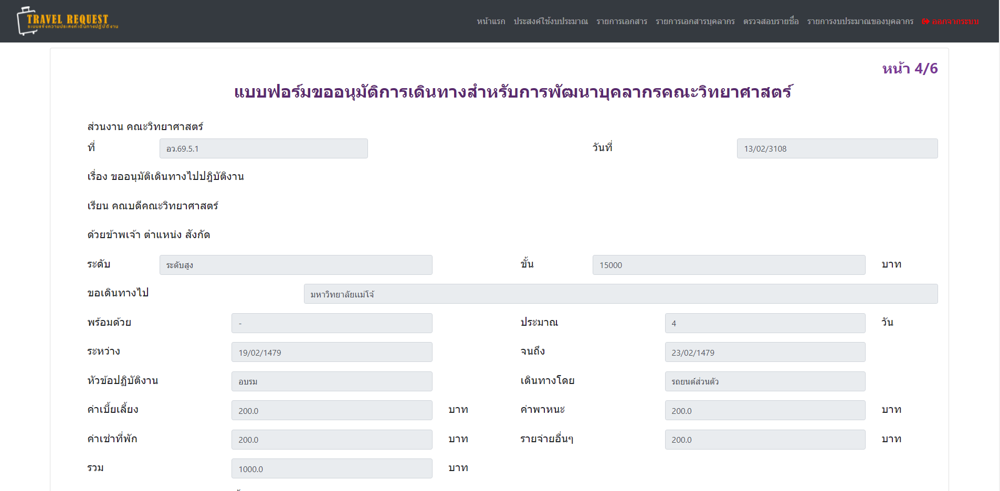 TRAVEL REQUEST
ระบบแจ้งความประสงค์เดินทางปฏิบัติงาน
หน้าแรก ประสงค์ใช้งบประมาณ รายการเอกสาร รายการเอกสารบุคลากร ตรวจสอบรายชื่อ รายการงบประมาณของบุคลากร ออกจากระบบ
หน้า 4/6
แบบฟอร์มขออนุมัติการเดินทางสำหรับการพัฒนาบุคลากรคณะวิทยาศาสตร์
ส่วนงาน คณะวิทยาศาสตร์
ที่ อว.69.5.1 วันที่ 13/02/3108
เรื่อง ขออนุมัติเดินทางไปปฎิบัติงาน
เรียน คณบดีคณะวิทยาศาสตร์
ด้วยข้าพเจ้า ตำแหน่ง สังกัด
ระดับ ระดับสูง ขั้น 15000 บาท
ขอเดินทางไป มหาวิทยาลัยแม่โจ้
พร้อมด้วย - ประมาณ 4 วัน
ระหว่าง 19/02/1479 จนถึง 23/02/1479
หัวข้อปฏิบัติงาน อบรม เดินทางโดย รถยนต์ส่วนตัว
ค่าเบี้ยเลี้ยง 200.0 บาท ค่าพาหนะ 200.0 บาท
ค่าเช่าที่พัก 200.0 บาท รายจ่ายอื่นๆ 200.0 บาท
รวม 1000.0 บาท